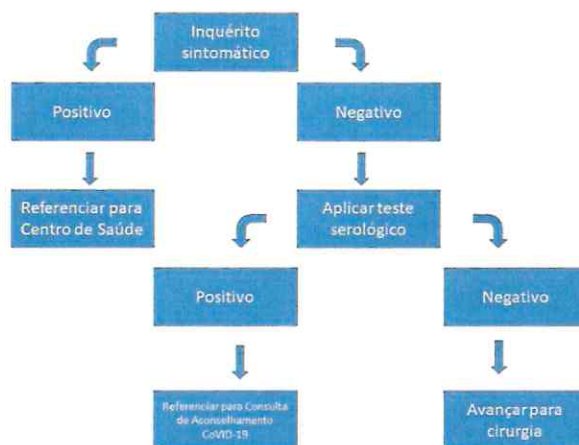 Inquérito
sintomático
Positivo
Negativo
Referenciar para
Centro de Saúde
Aplicar teste
serológico
Positivo
Negativo
Referenciar para Consulta
de Aconselhamento
CoVID-19
Avançar para
cirurgia